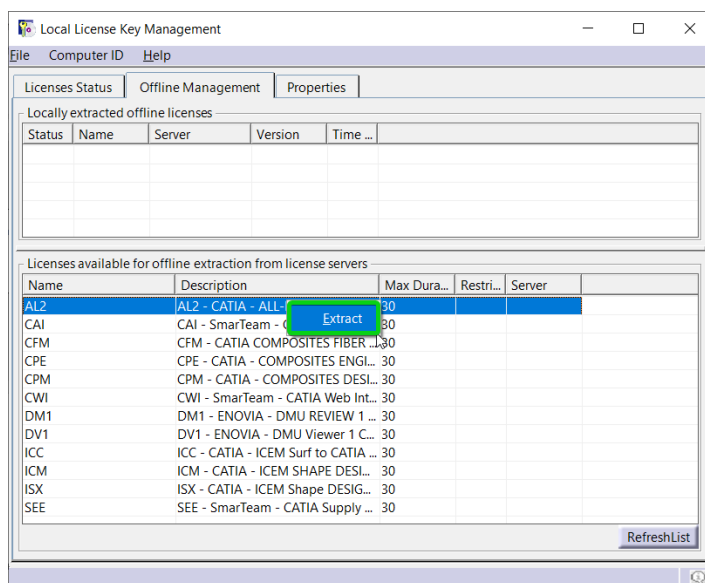 Local License Key Management
File Computer ID Help
Licenses Status Offline Management Properties
Locally extracted offline licenses
Status Name Server Version Time ...
Licenses available for offline extraction from license servers
Name Description Max Dura... Restri... Server
AL2 AL2 - CATIA - ALL- 30
Extract
CAI CAI - SmarTeam - 30
CFM CFM - CATIA COMPOSITES FIBER ... 30
CPE CPE - CATIA - COMPOSITES ENGI... 30
CPM CPM - CATIA - COMPOSITES DESI... 30
CWI CWI - SmarTeam - CATIA Web Int... 30
DM1 DM1 - ENOVIA - DMU REVIEW 1 ... 30
DV1 DV1 - ENOVIA - DMU Viewer 1 C... 30
ICC ICC - CATIA - ICEM Surf to CATIA ... 30
ICM ICM - CATIA - ICEM SHAPE DESI... 30
ISX ISX - CATIA - ICEM Shape DESIG... 30
SEE SEE - SmarTeam - CATIA Supply ... 30
RefreshList